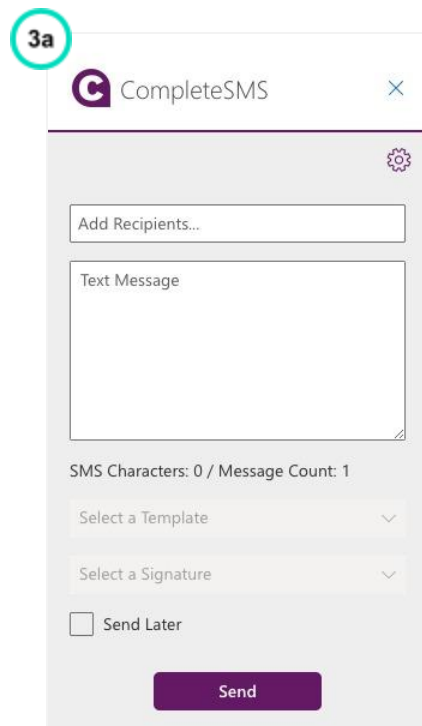 3a
CompleteSMS
Add Recipients...
Text Message
SMS Characters: 0 / Message Count: 1
Select a Template
Select a Signature
Send Later
Send